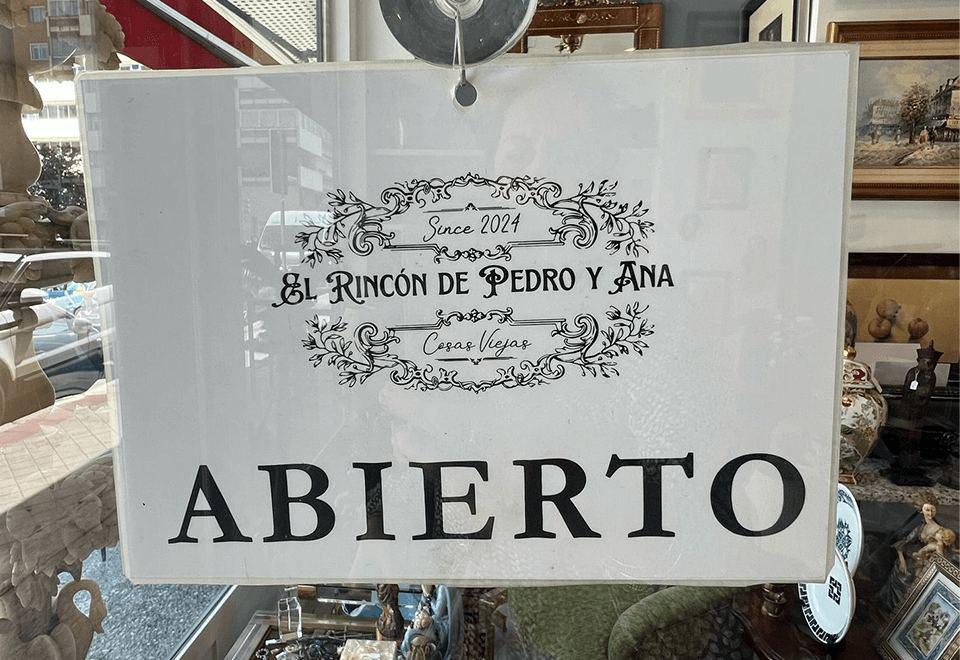 Since 2024
El Rincón de Pedro y Ana
Cosas Viejas
ABIERTO